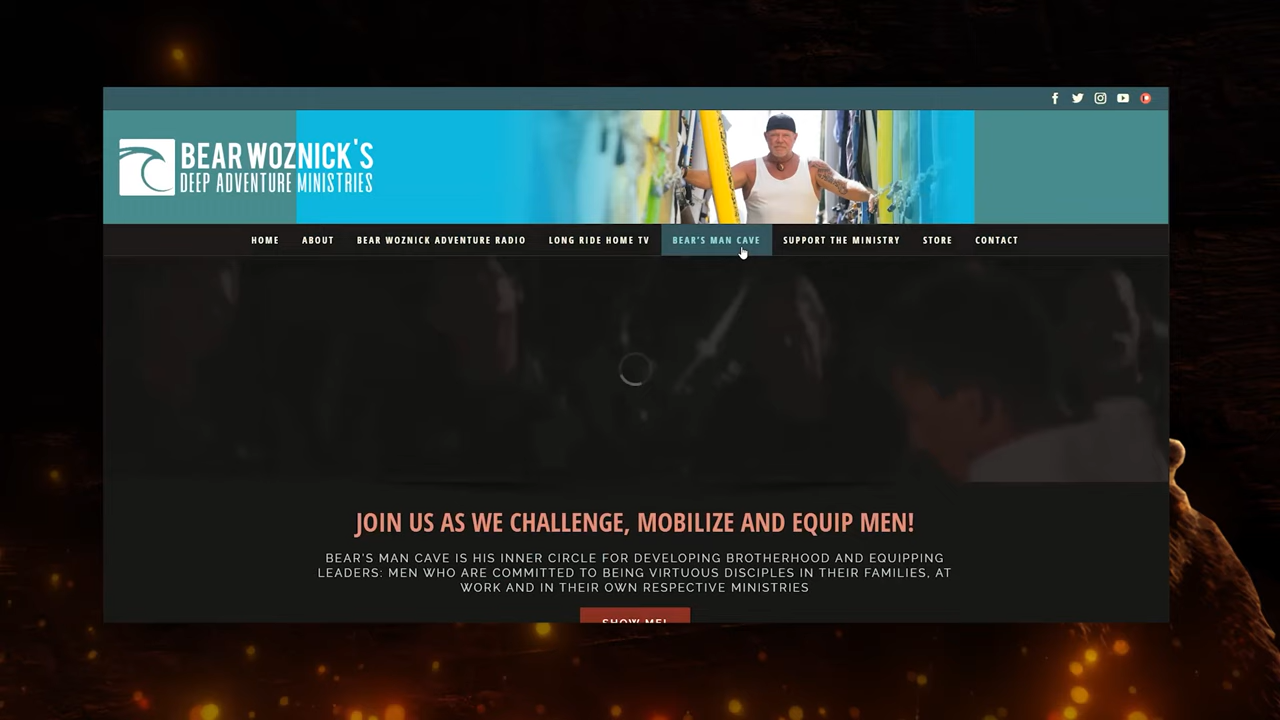 BEAR WOZNICK'S
DEEP ADVENTURE MINISTRIES
HOME ABOUT BEAR WOZNICK ADVENTURE RADIO LONG RIDE HOME TV BEAR'S MAN CAVE SUPPORT THE MINISTRY STORE CONTACT
JOIN US AS WE CHALLENGE, MOBILIZE AND EQUIP MEN!
BEAR'S MAN CAVE IS HIS INNER CIRCLE FOR DEVELOPING BROTHERHOOD AND EQUIPPING
LEADERS: MEN WHO ARE COMMITTED TO BEING VIRTUOUS DISCIPLES IN THEIR FAMILIES, AT
WORK AND IN THEIR OWN RESPECTIVE MINISTRIES
SHOW ME!